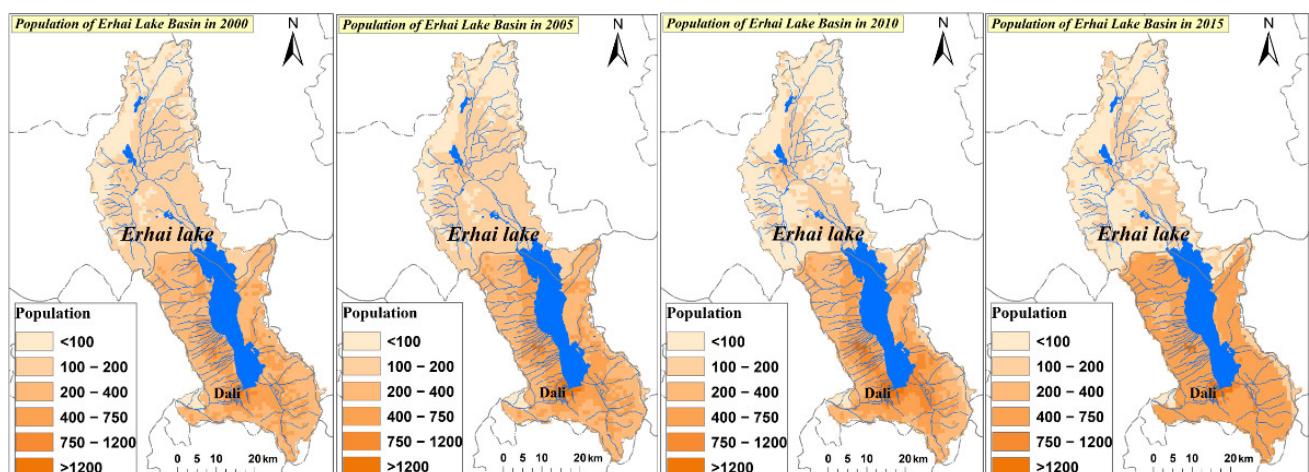 Population of Erhai Lake Basin in 2000
N
Erhai lake
Dali
Population
<100
100 – 200
200 – 400
400 – 750
750 – 1200
>1200
0 5 10 20 km
Population of Erhai Lake Basin in 2005
N
Erhai lake
Dali
Population
<100
100 – 200
200 – 400
400 – 750
750 – 1200
>1200
0 5 10 20 km
Population of Erhai Lake Basin in 2010
N
Erhai lake
Dali
Population
<100
100 – 200
200 – 400
400 – 750
750 – 1200
>1200
0 5 10 20 km
Population of Erhai Lake Basin in 2015
N
Erhai lake
Dali
Population
<100
100 – 200
200 – 400
400 – 750
750 – 1200
>1200
0 5 10 20 km